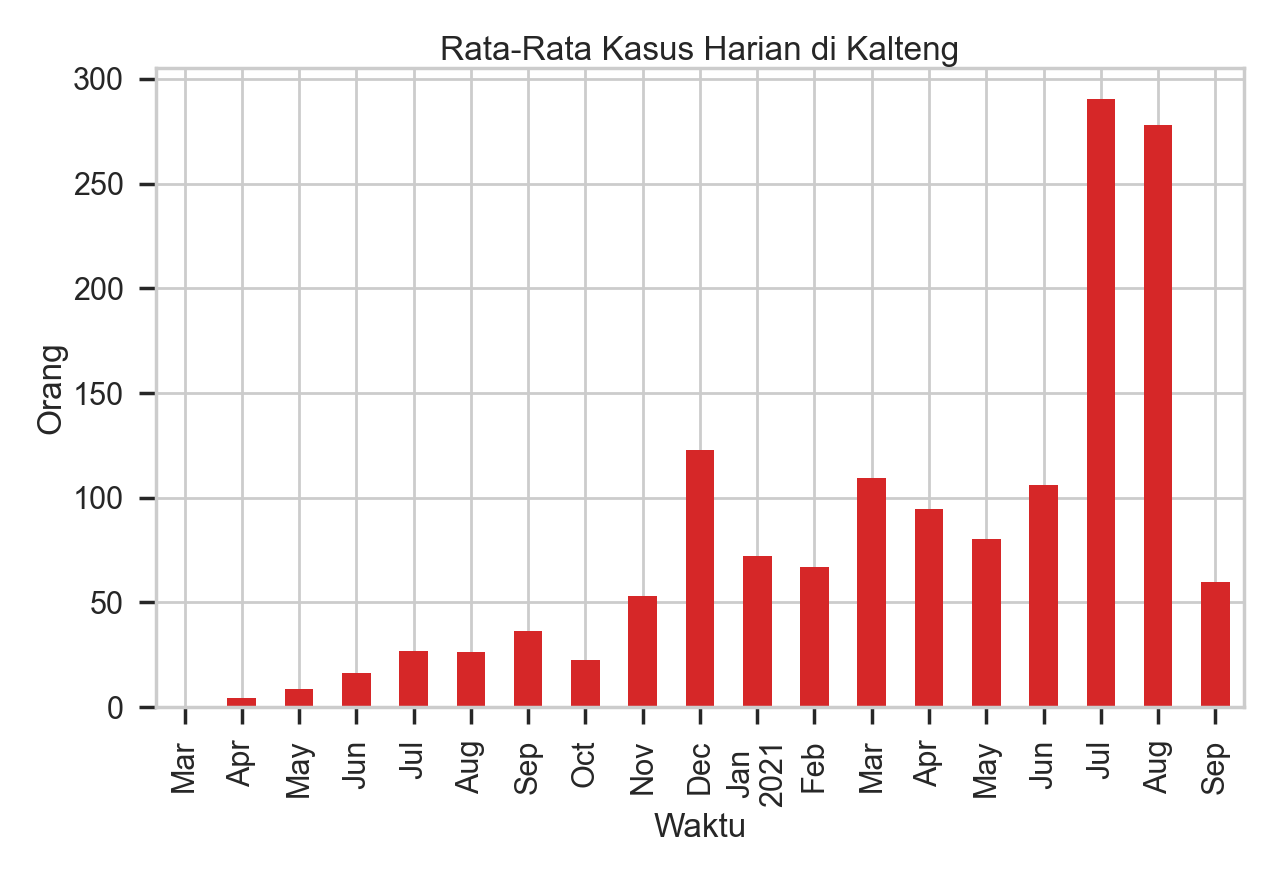 Rata-Rata Kasus Harian di Kalteng
300
250
200
150
100
50
0
Orang
Mar
Apr
May
Jun
Jul
Aug
Sep
Oct
Nov
Dec
Jan
2021
Feb
Mar
Apr
May
Jun
Jul
Aug
Sep
Waktu